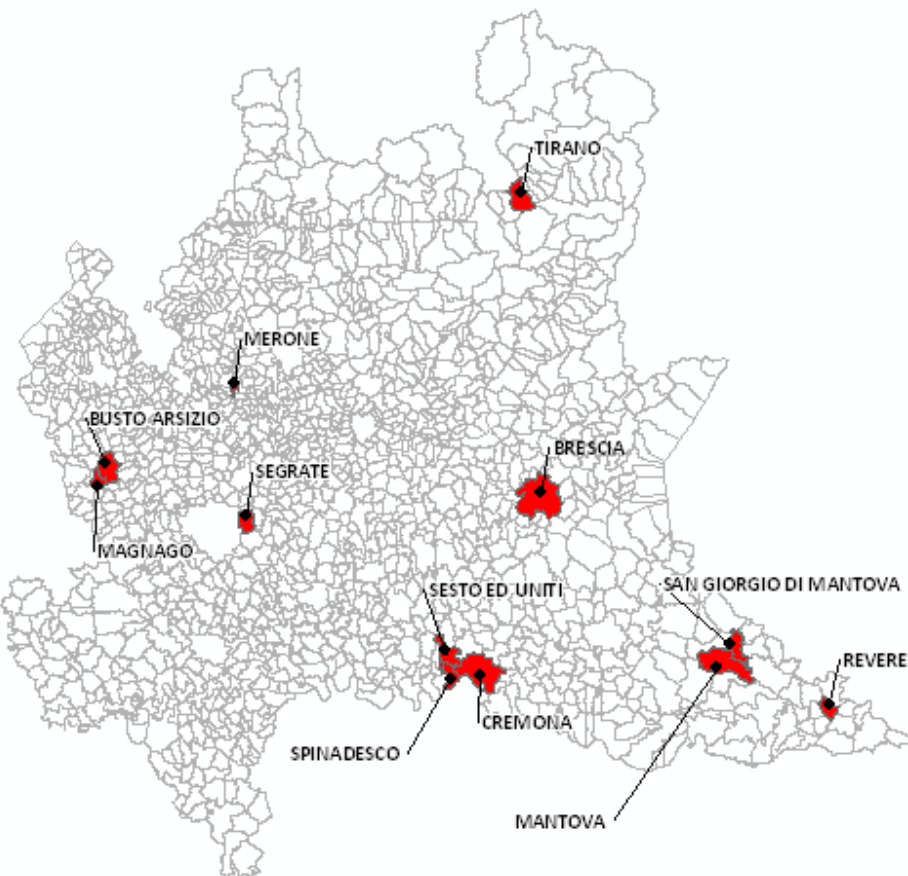 TIRANO
MERONE
BUSTO ARSIZIO
BRESCIA
SEGRATE
MAGNAGO
SESTO ED UNITI
SAN GIORGIO DI MANTOVA
REVERE
CREMONA
SPINADESCO
MANTOVA